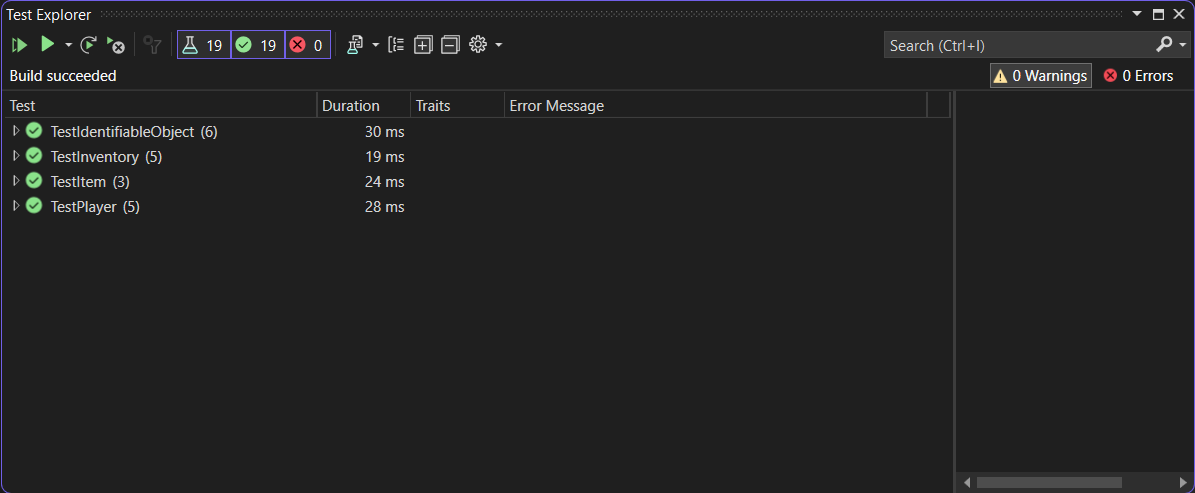 Test Explorer
19 19 0 Search (Ctrl+I)
Build succeeded 0 Warnings 0 Errors
Test Duration Traits Error Message
TestIdentifiableObject (6) 30 ms
TestInventory (5) 19 ms
TestItem (3) 24 ms
TestPlayer (5) 28 ms